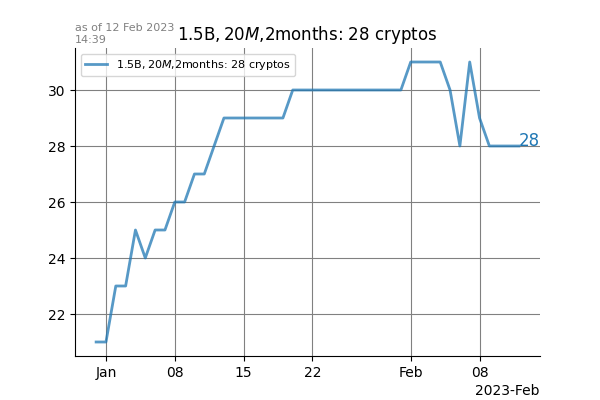 as of 12 Feb 2023
14:39
1.5B, 20M,2months: 28 cryptos
1.5B, 20M,2months: 28 cryptos
30
28
28
26
24
22
Jan
08
15
22
Feb
08
2023-Feb